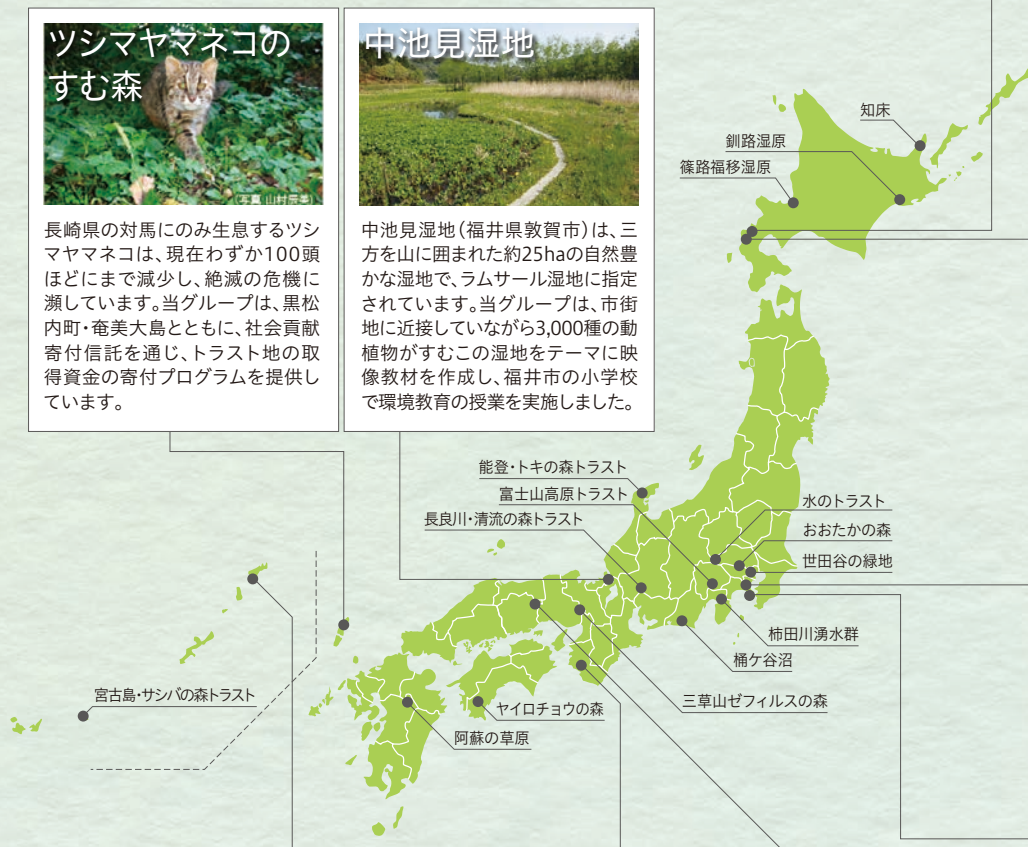 ツシマヤマネコの
すむ森
(写真 山村辰美)
長崎県の対馬にのみ生息するツシ
マヤマネコは、現在わずか100頭
ほどにまで減少し、絶滅の危機に
瀕しています。当グループは、黒松
内町・奄美大島とともに、社会貢献
寄付信託を通じ、トラスト地の取
得資金の寄付プログラムを提供し
ています。
中池見湿地
中池見湿地(福井県敦賀市)は、三
方を山に囲まれた約25haの自然豊
かな湿地で、ラムサール湿地に指定
されています。当グループは、市街
地に近接していながら3,000種の動
植物がすむこの湿地をテーマに映
像教材を作成し、福井市の小学校
で環境教育の授業を実施しました。
知床
釧路湿原
篠路福移湿原
能登・トキの森トラスト
富士山高原トラスト
長良川・清流の森トラスト
水のトラスト
おおたかの森
世田谷の緑地
柿田川湧水群
桶ケ谷沼
三草山ゼフィルスの森
ヤイロチョウの森
阿蘇の草原
宮古島・サシバの森トラスト